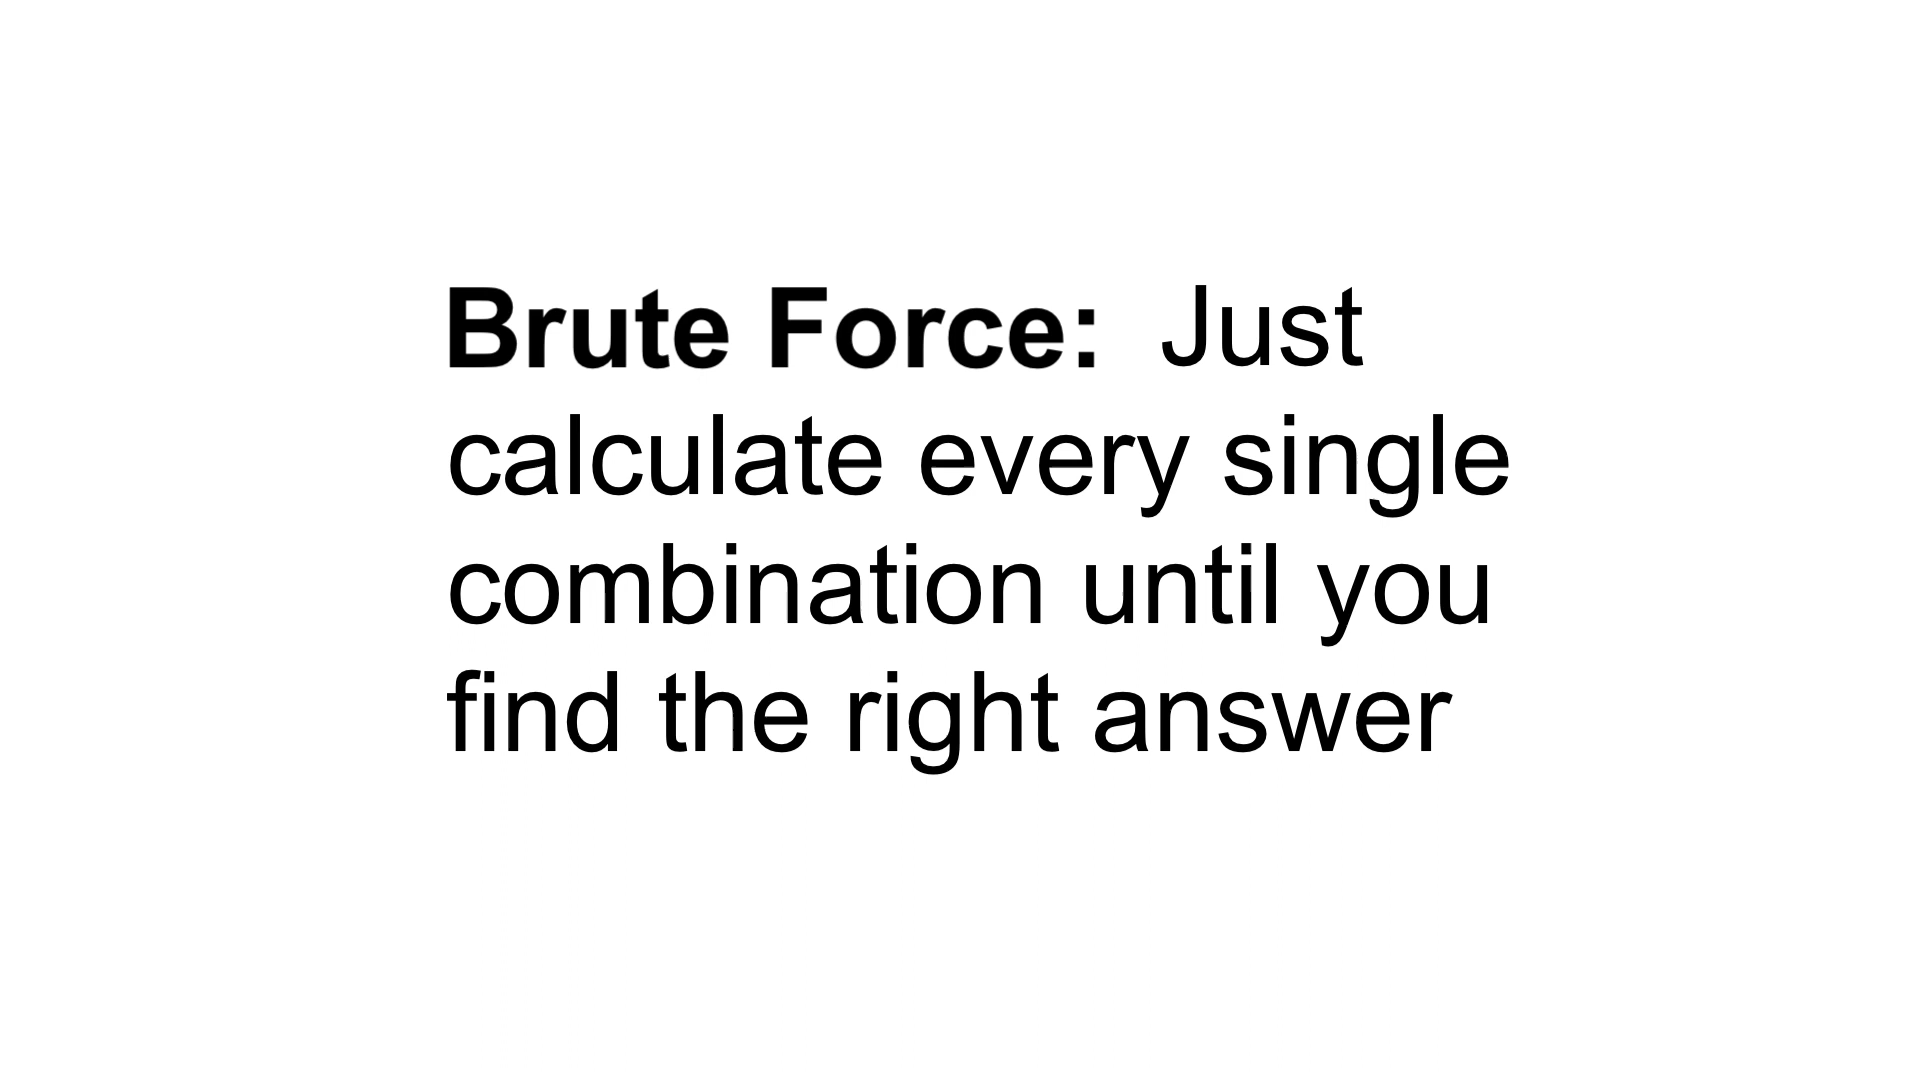 Brute Force: Just
calculate every single
combination until you
find the right answer